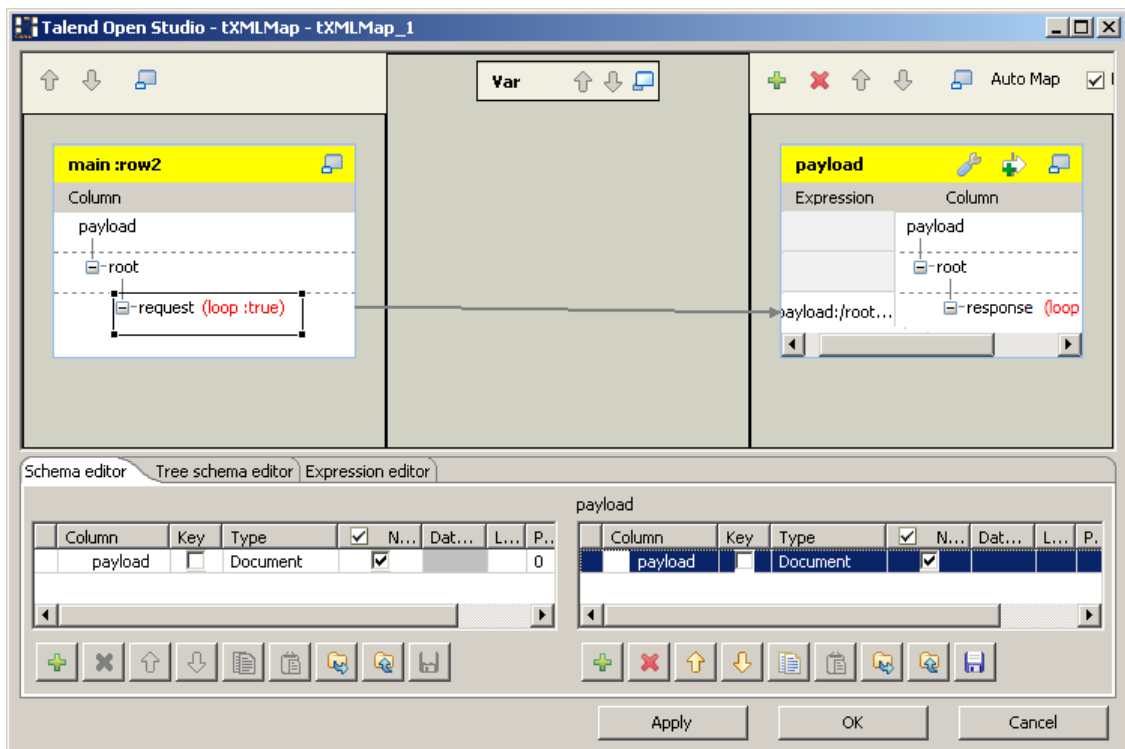 Talend Open Studio - tXMLMap - tXMLMap_1
Var
Auto Map
main :row2
Column
payload
root
request (loop :true)
payload
Expression Column
payload
root
payload:/root... response (loop
Schema editor Tree schema editor Expression editor
payload
Column Key Type N... Dat... L... P..
payload Document 0
Column Key Type N... Dat... L... P.
payload Document
Apply OK Cancel